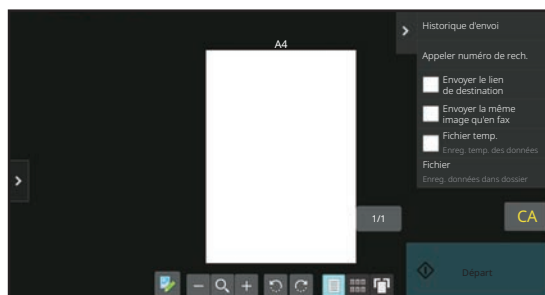 A4
Historique d'envoi
Appeler numéro de rech.
Envoyer le lien
de destination
Envoyer la même
image qu'en fax
Fichier temp.
Enreg. temp. des données
Fichier
Enreg. données dans dossier
1/1
CA
Départ